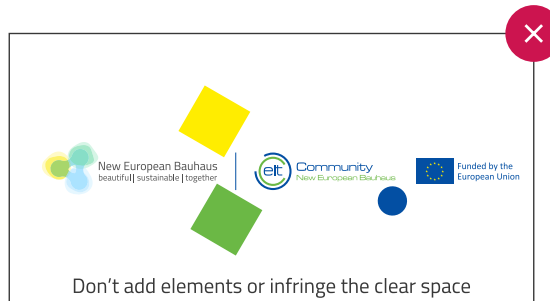 New European Bauhaus
beautiful | sustainable | together
eit
Community
New European Bauhaus
Funded by the
European Union
Don't add elements or infringe the clear space